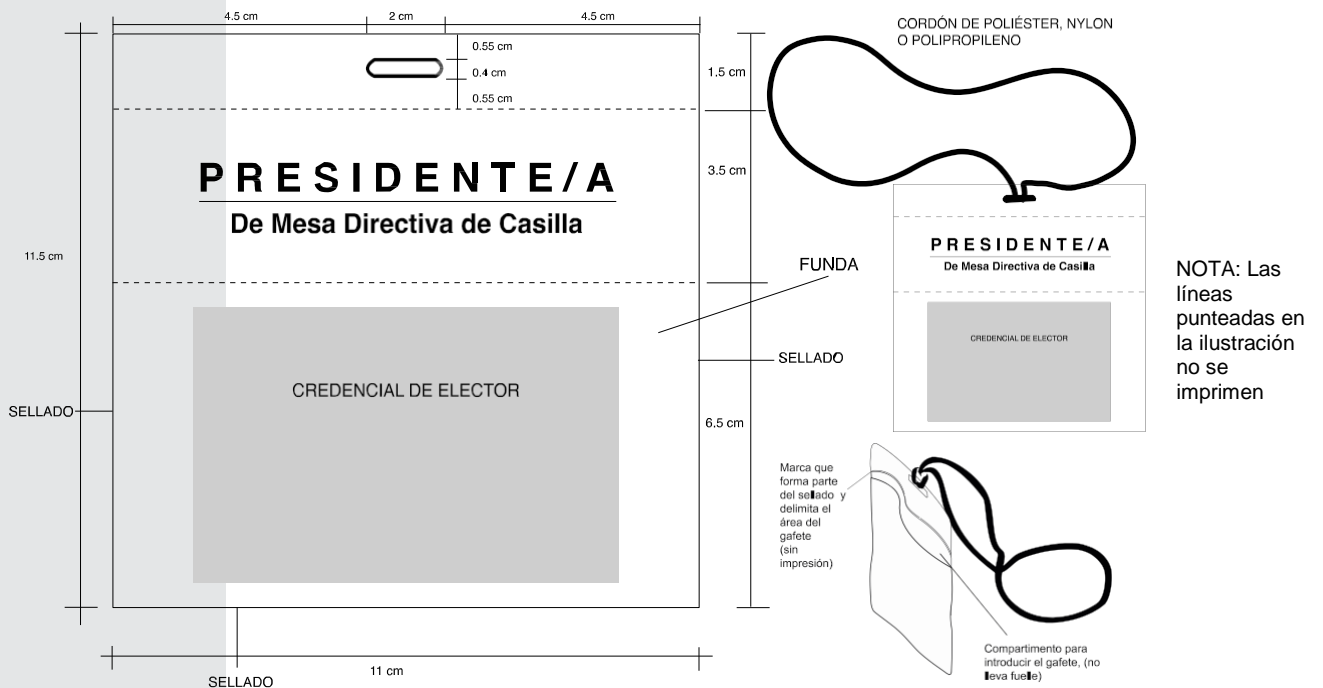 4.5 cm
2 cm
4.5 cm
0.55 cm
0.4 cm
0.55 cm
1.5 cm
3.5 cm
6.5 cm
11.5 cm
11 cm
PRESIDENTE/A
De Mesa Directiva de Casilla
CREDENCIAL DE ELECTOR
FUNDA
SELLADO
SELLADO
SELLADO
CORDÓN DE POLIÉSTER, NYLON
O POLIPROPILENO
PRESIDENTE/A
De Mesa Directiva de Casilla
CREDENCIAL DE ELECTOR
NOTA: Las
líneas
punteadas en
la ilustración
no se
imprimen
Marca que
forma parte
del sellado y
delimita el
área del
gafete
(sin
impresión)
Compartimento para
introducir el gafete, (no
lleva fuelle)